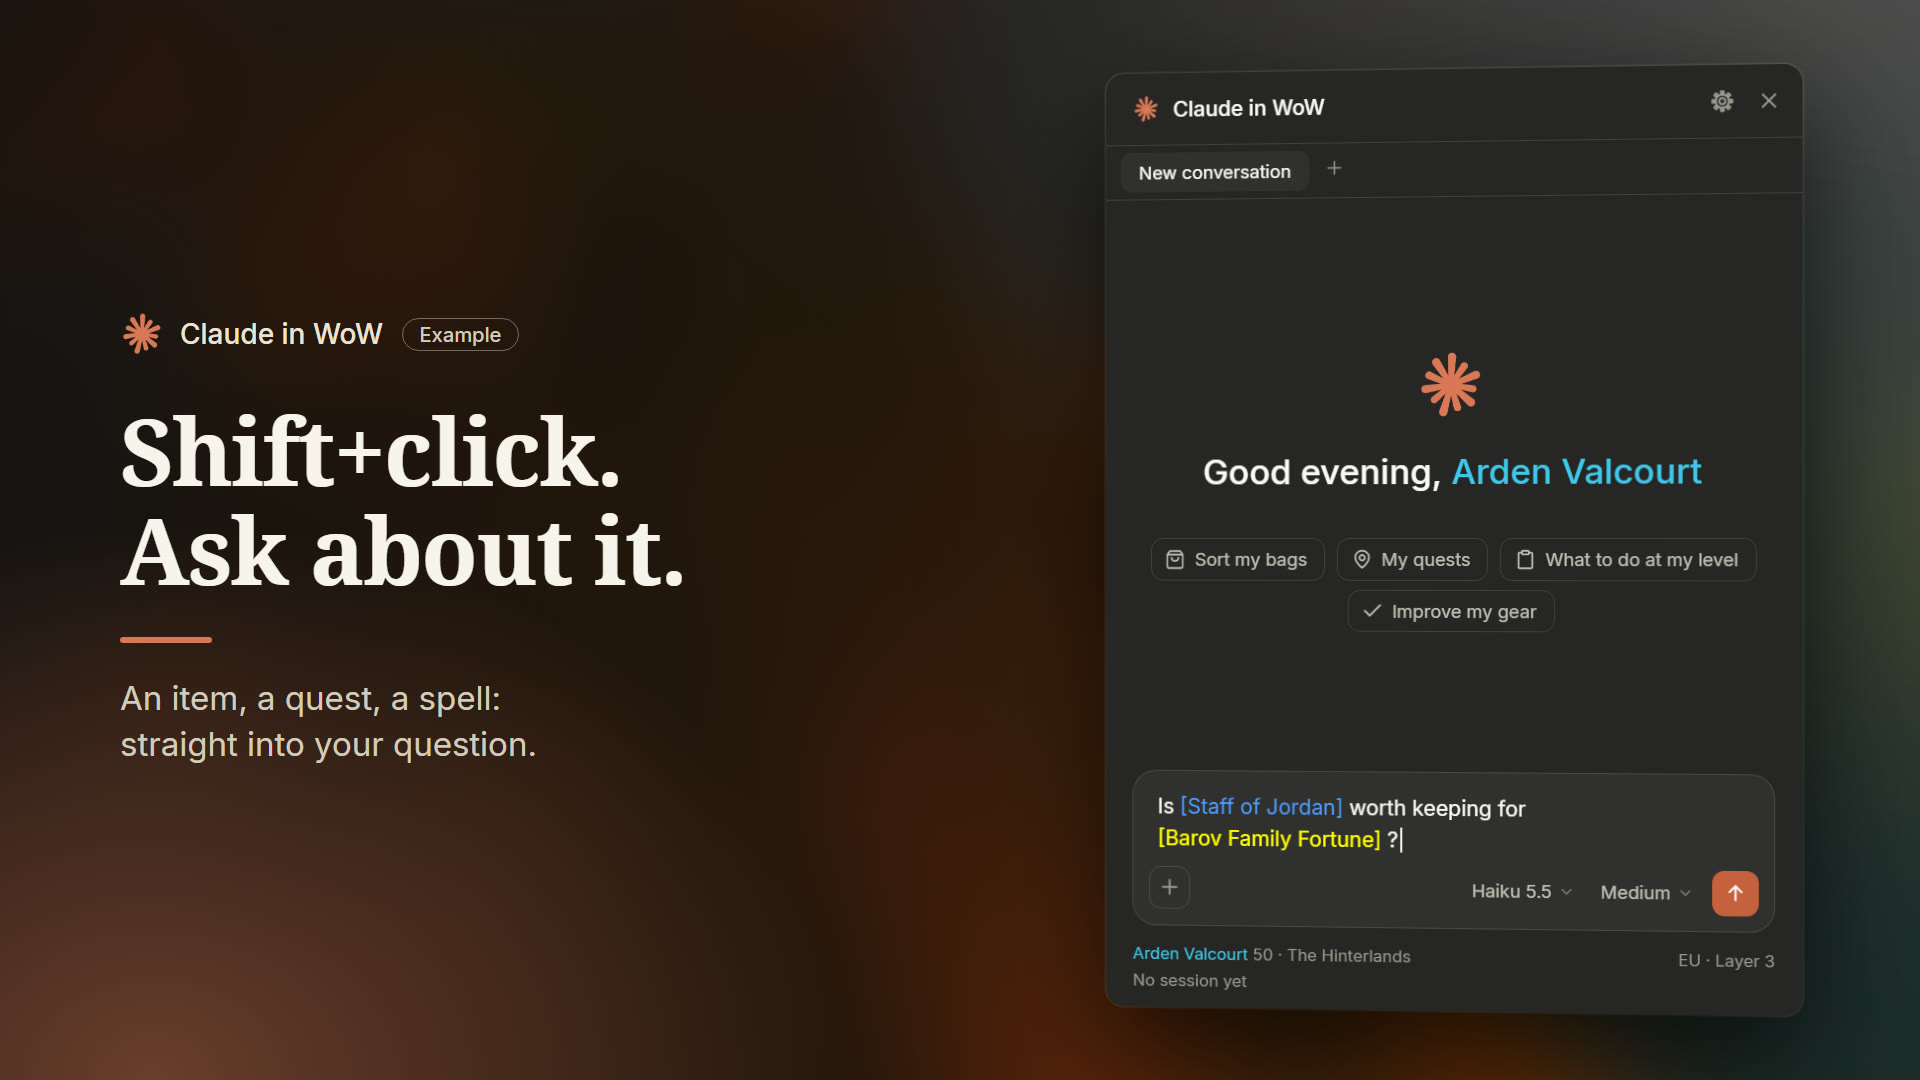 Claude in WoW Example
Shift+click.
Ask about it.
An item, a quest, a spell:
straight into your question.
Claude in WoW
New conversation
Good evening, Arden Valcourt
Sort my bags My quests What to do at my level
Improve my gear
Is [Staff of Jordan] worth keeping for
[Barov Family Fortune] ?
Haiku 5.5 Medium
Arden Valcourt 50 · The Hinterlands EU · Layer 3
No session yet